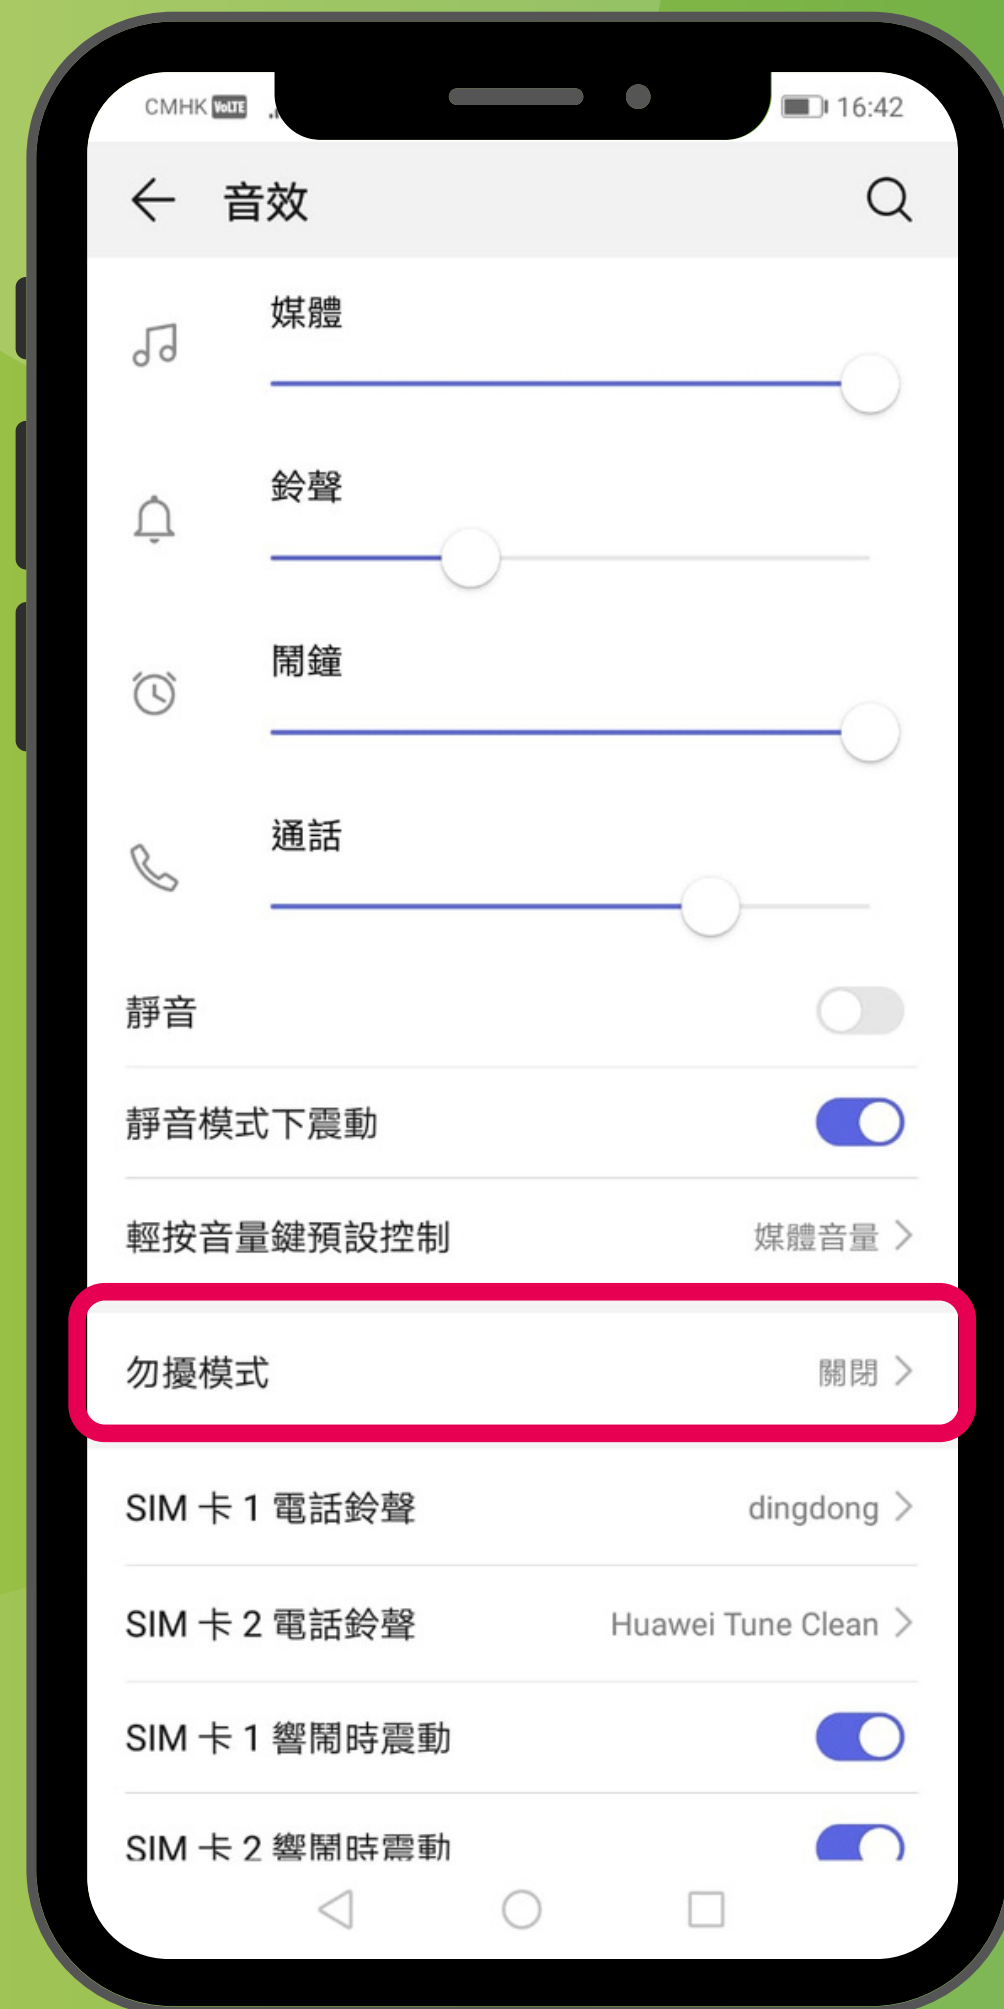 CMHK VoLTE 16:42
音效
媒體
鈴聲
鬧鐘
通話
靜音
靜音模式下震動
輕按音量鍵預設控制 媒體音量
勿擾模式 關閉
SIM 卡 1 電話鈴聲 dingdong
SIM 卡 2 電話鈴聲 Huawei Tune Clean
SIM 卡 1 響鬧時震動
SIM 卡 2 響鬧時震動